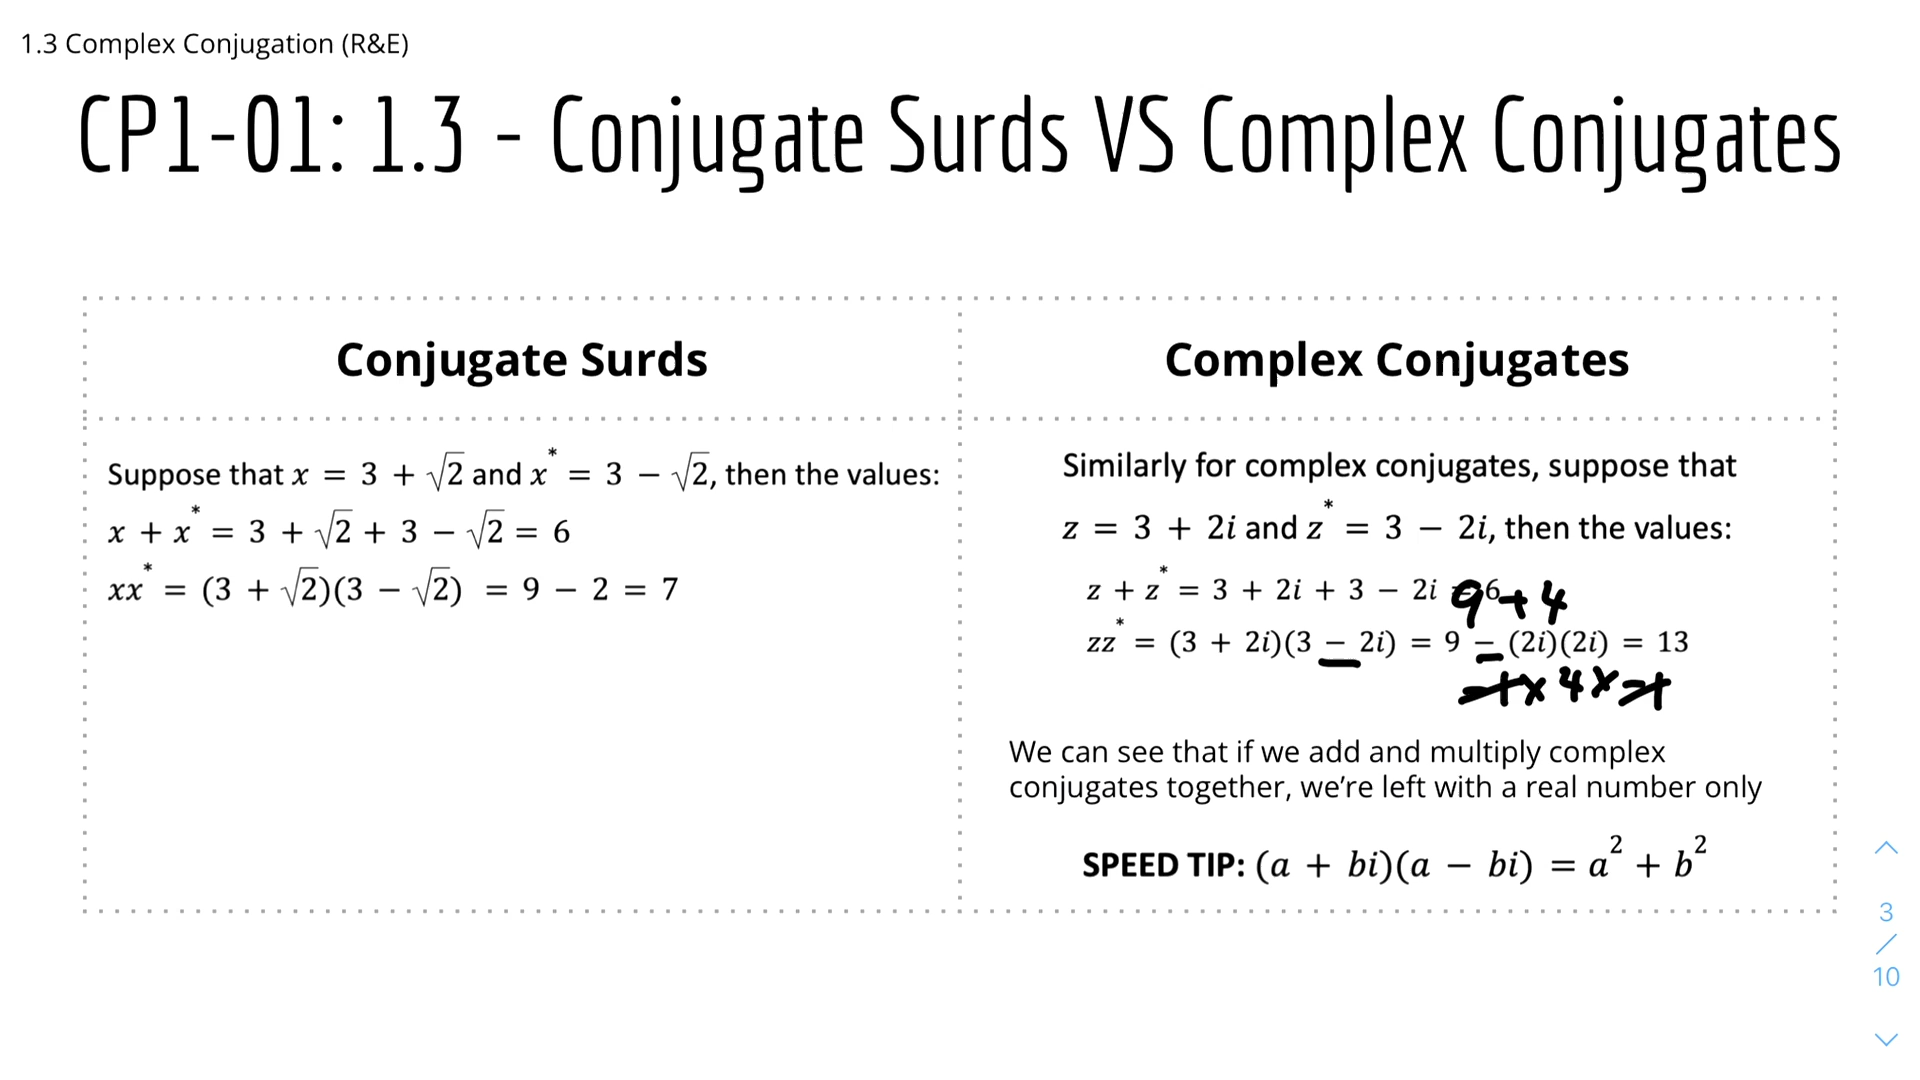 1.3 Complex Conjugation (R&E)
CP1-01: 1.3 - Conjugate Surds VS Complex Conjugates
Conjugate Surds
Suppose that x = 3 + √2 and x* = 3 − √2, then the values:
x + x* = 3 + √2 + 3 − √2 = 6
xx* = (3 + √2)(3 − √2) = 9 − 2 = 7
Complex Conjugates
Similarly for complex conjugates, suppose that
z = 3 + 2i and z* = 3 − 2i, then the values:
z + z* = 3 + 2i + 3 − 2i = 6
9+4
zz* = (3 + 2i)(3 − 2i) = 9 − (2i)(2i) = 13
-1x4x-1
We can see that if we add and multiply complex
conjugates together, we’re left with a real number only
SPEED TIP: (a + bi)(a − bi) = a² + b²
3
/
10